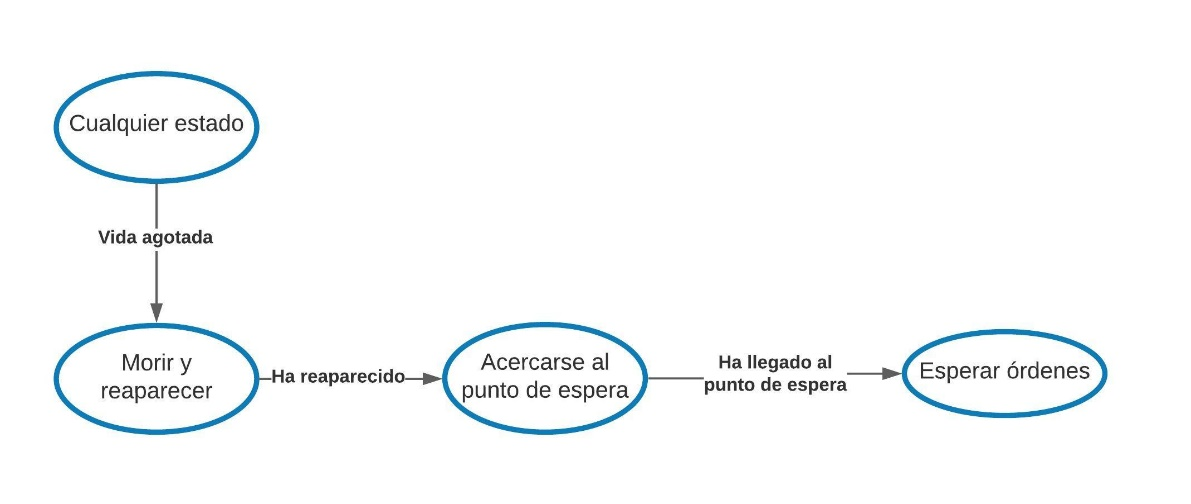 Cualquier estado
Vida agotada
Morir y
reaparecer
Ha reaparecido
Acercarse al
punto de espera
Ha llegado al
punto de espera
Esperar órdenes